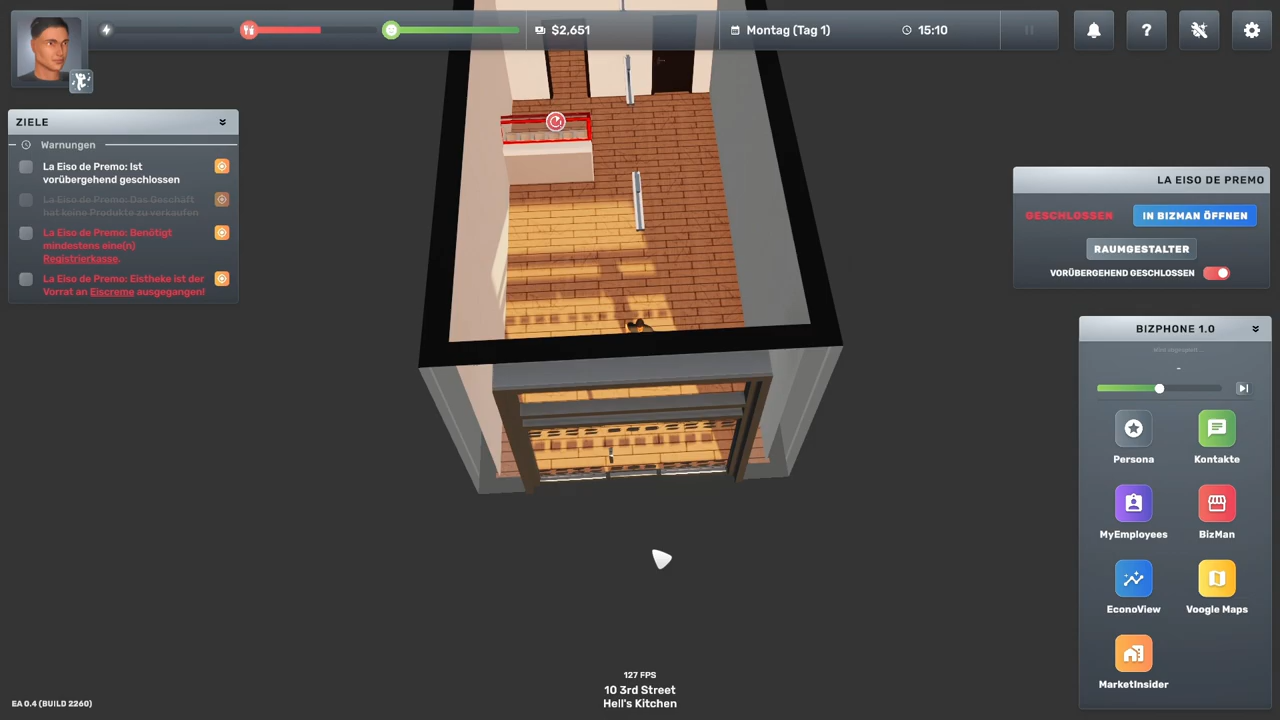 $2,651
Montag (Tag 1)
15:10
ZIELE
Warnungen
La Eiso de Premo: Ist
vorübergehend geschlossen
La Eiso de Premo: Das Geschäft
hat keine Produkte zu verkaufen
La Eiso de Premo: Benötigt
mindestens eine(n)
Registrierkasse.
La Eiso de Premo: Eistheke ist der
Vorrat an Eiscreme ausgegangen!
LA EISO DE PREMO
GESCHLOSSEN
IN BIZMAN ÖFFNEN
RAUMGESTALTER
VORÜBERGEHEND GESCHLOSSEN
BIZPHONE 1.0
-
Persona
Kontakte
MyEmployees
BizMan
EconoView
Voogle Maps
MarketInsider
127 FPS
10 3rd Street
Hell's Kitchen
EA 0.4 (BUILD 2260)